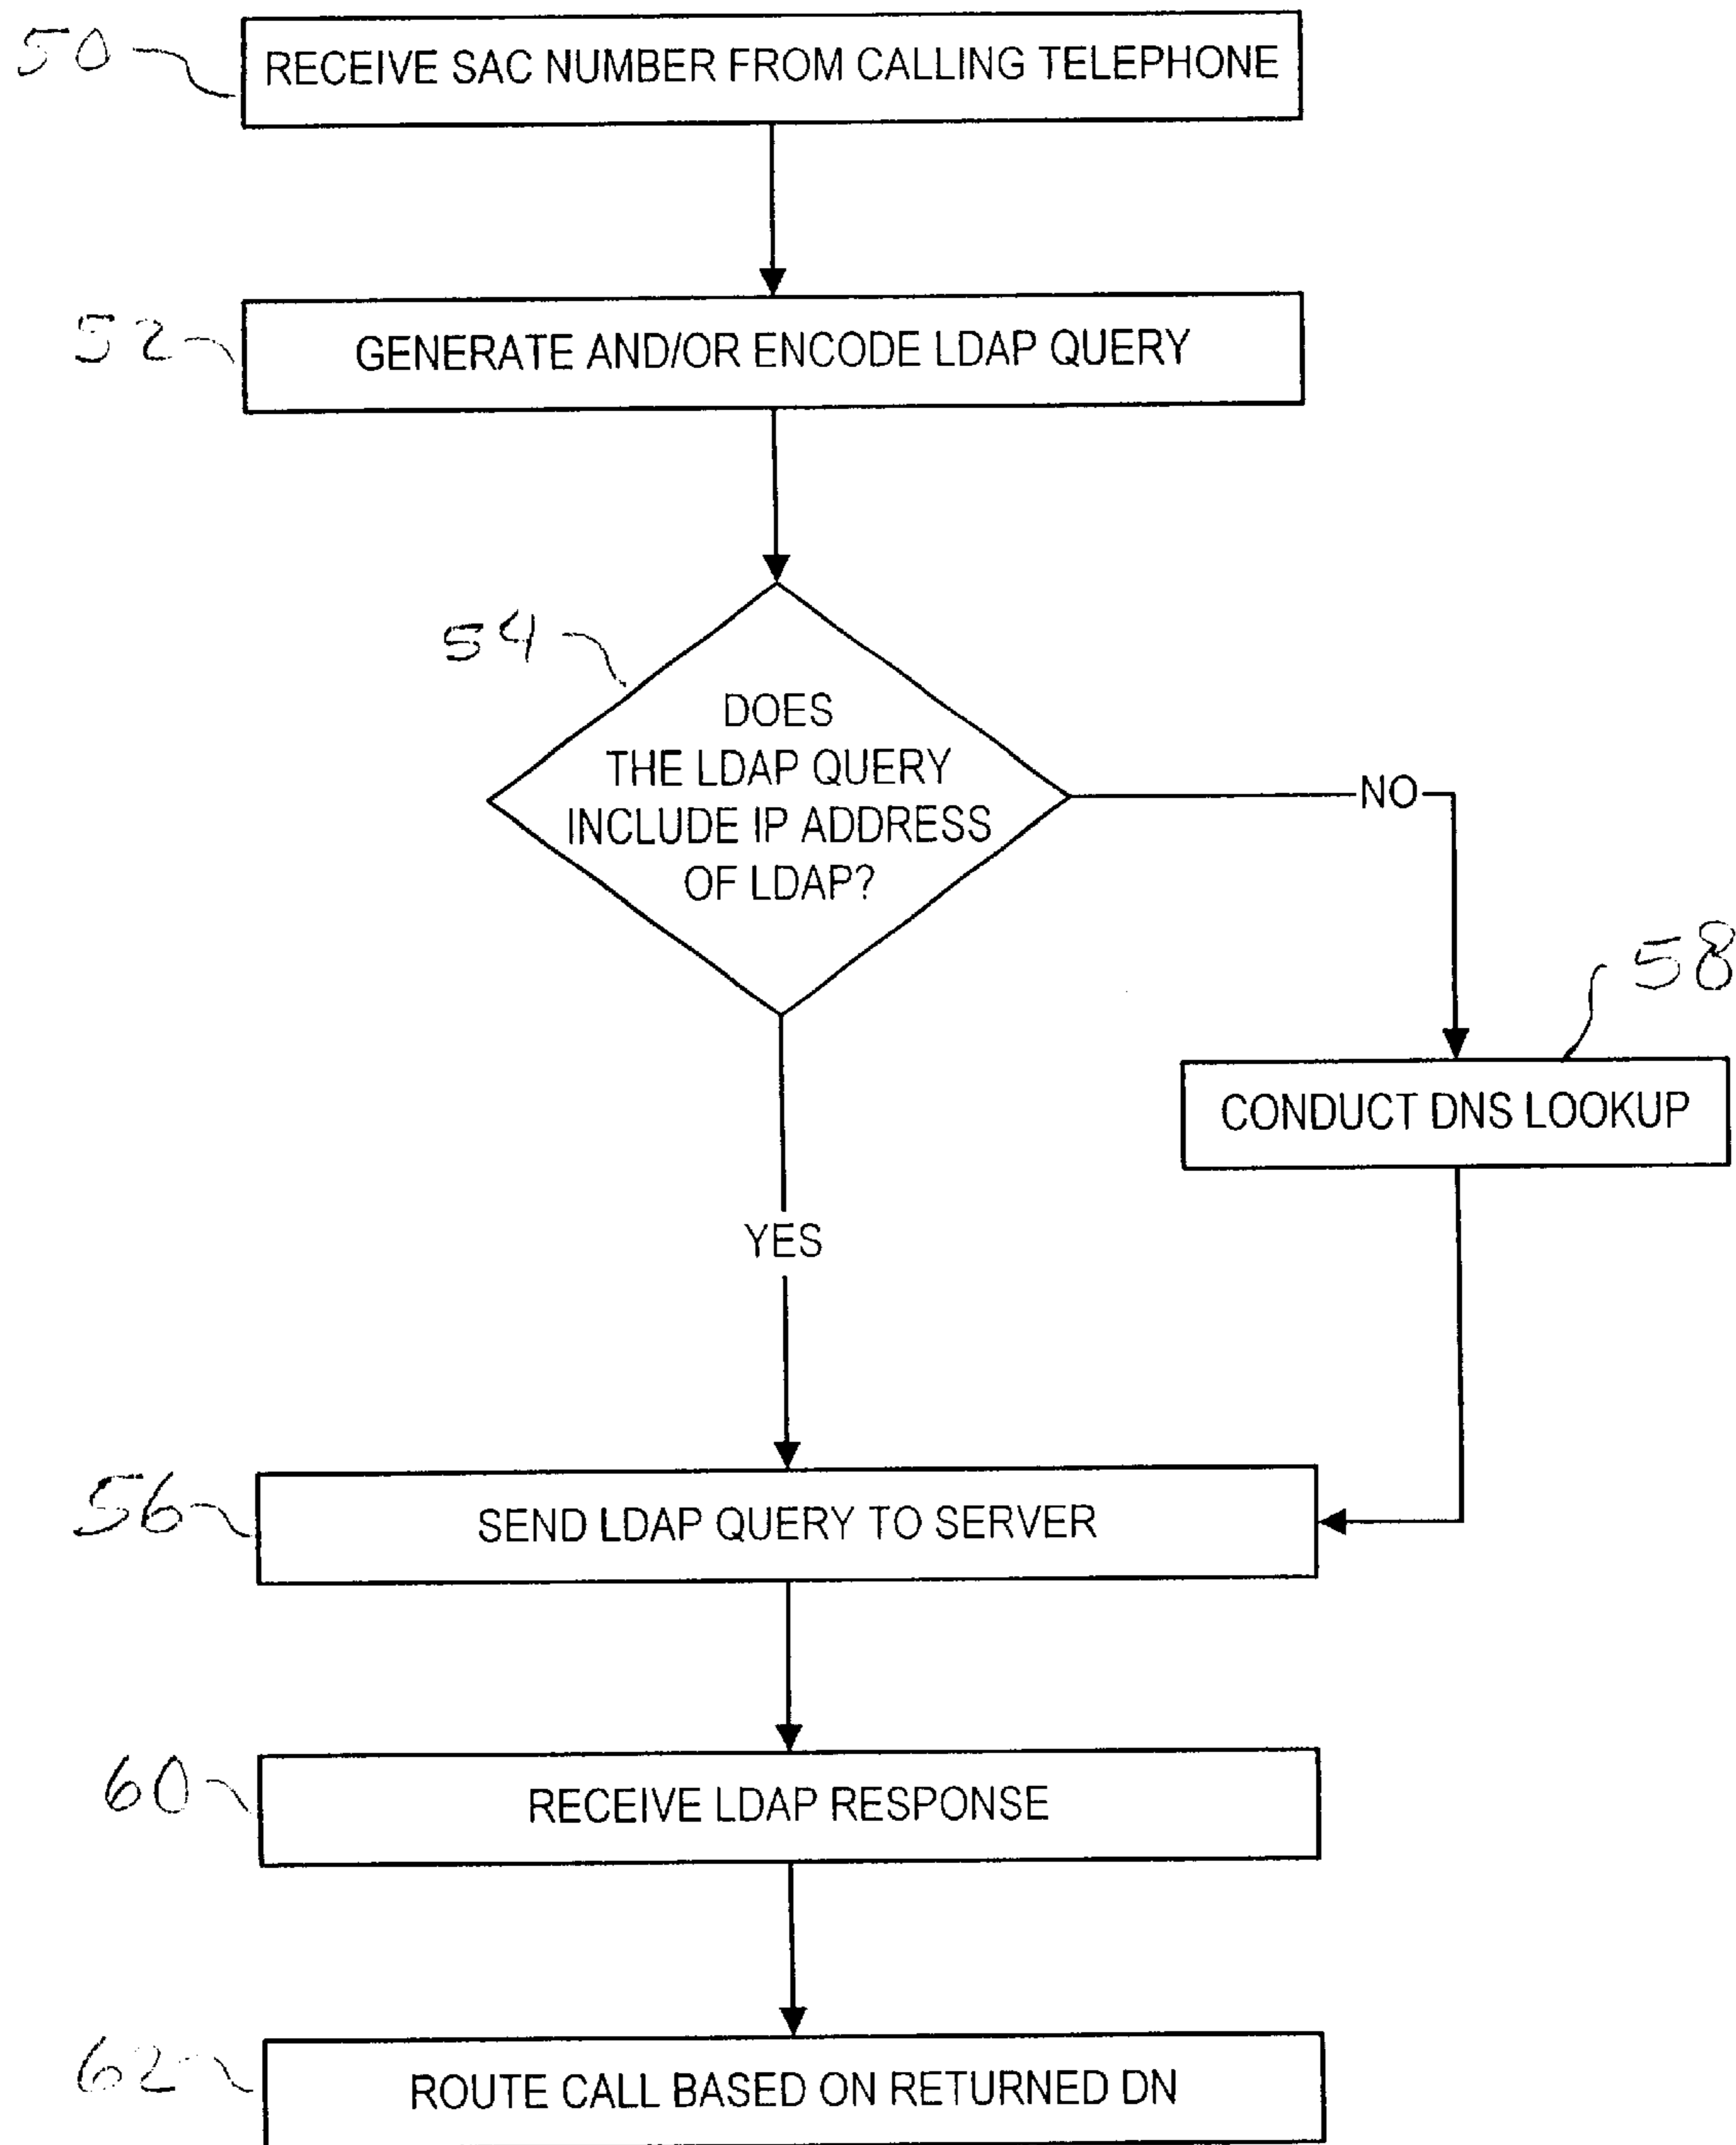 50
RECEIVE SAC NUMBER FROM CALLING TELEPHONE
52
GENERATE AND/OR ENCODE LDAP QUERY
54
DOES
THE LDAP QUERY
INCLUDE IP ADDRESS
OF LDAP?
NO
58
CONDUCT DNS LOOKUP
YES
56
SEND LDAP QUERY TO SERVER
60
RECEIVE LDAP RESPONSE
62
ROUTE CALL BASED ON RETURNED DN